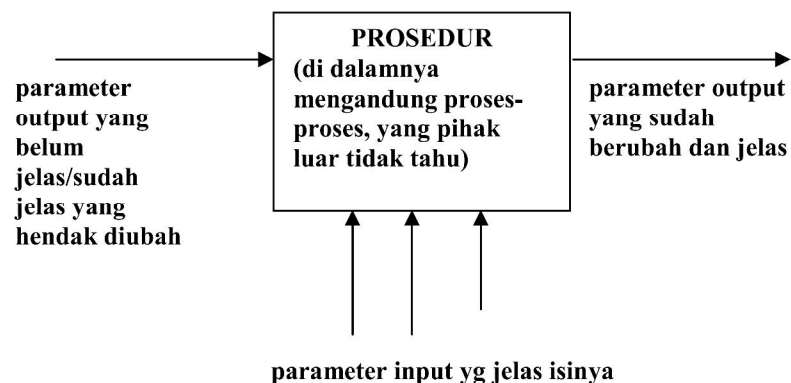 PROSEDUR
(di dalamnya
mengandung proses-
proses, yang pihak
luar tidak tahu)
parameter
output yang
belum
jelas/sudah
jelas yang
hendak diubah
parameter output
yang sudah
berubah dan jelas
parameter input yg jelas isinya